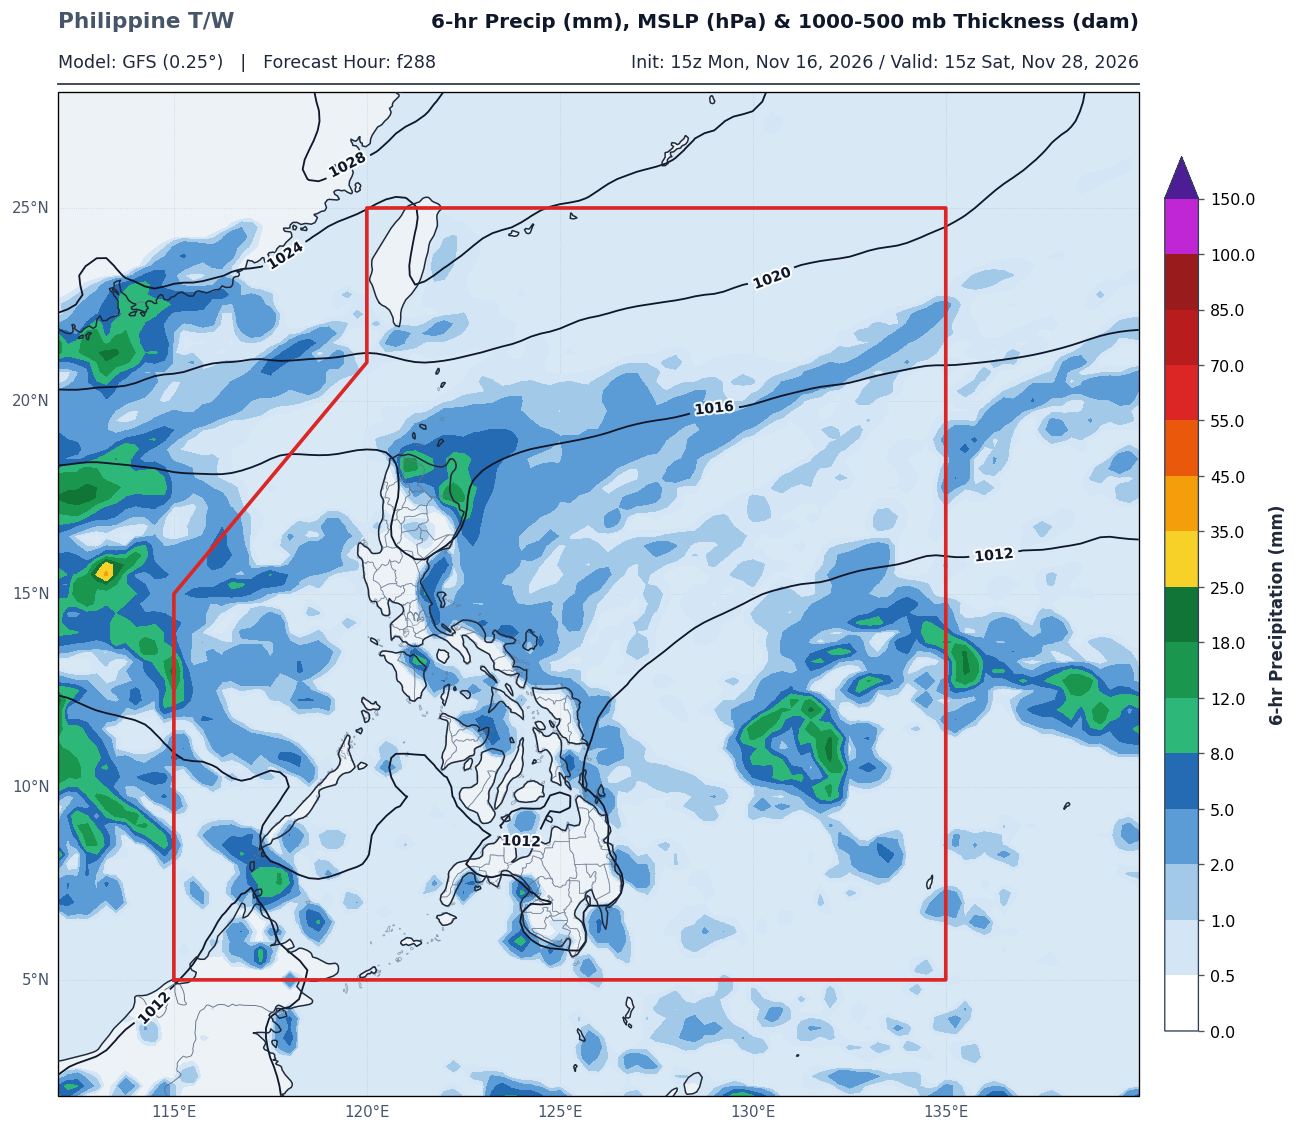 Philippine T/W
6-hr Precip (mm), MSLP (hPa) & 1000-500 mb Thickness (dam)
Model: GFS (0.25°) | Forecast Hour: f288
Init: 15z Mon, Nov 16, 2026 / Valid: 15z Sat, Nov 28, 2026
1028
1024
1020
1016
1012
1012
1012
25°N
20°N
15°N
10°N
5°N
115°E
120°E
125°E
130°E
135°E
150.0
100.0
85.0
70.0
55.0
45.0
35.0
25.0
18.0
12.0
8.0
5.0
2.0
1.0
0.5
0.0
6-hr Precipitation (mm)